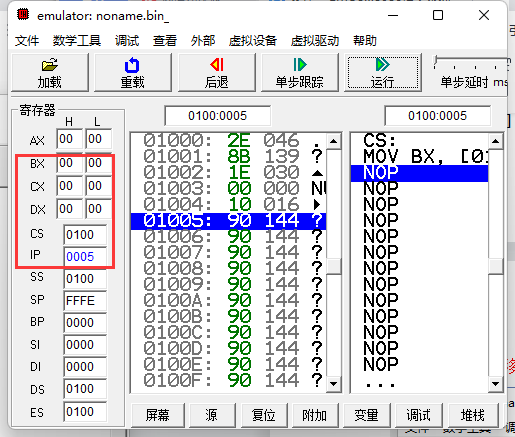 emulator: noname.bin_
文件 数学工具 调试 查看 外部 虚拟设备 虚拟驱动 帮助
加载 重载 后退 单步跟踪 运行 单步延时 ms
寄存器 0100:0005 0100:0005
H L
AX 00 00
BX 00 00
CX 00 00
DX 00 00
CS 0100
IP 0005
SS 0100
SP FFFE
BP 0000
SI 0000
DI 0000
DS 0100
ES 0100
01000: 2E 046 .
01001: 8B 139 ?
01002: 1E 030 ▲
01003: 00 000 NU
01004: 10 016 ►
01005: 90 144 ?
01006: 90 144 ?
01007: 90 144 ?
01008: 90 144 ?
01009: 90 144 ?
0100A: 90 144 ?
0100B: 90 144 ?
0100C: 90 144 ?
0100D: 90 144 ?
0100E: 90 144 ?
0100F: 90 144 ?
CS:
MOV BX, [0
NOP
NOP
NOP
NOP
NOP
NOP
NOP
NOP
NOP
NOP
NOP
NOP
NOP
...
屏幕 源 复位 附加 变量 调试 堆栈